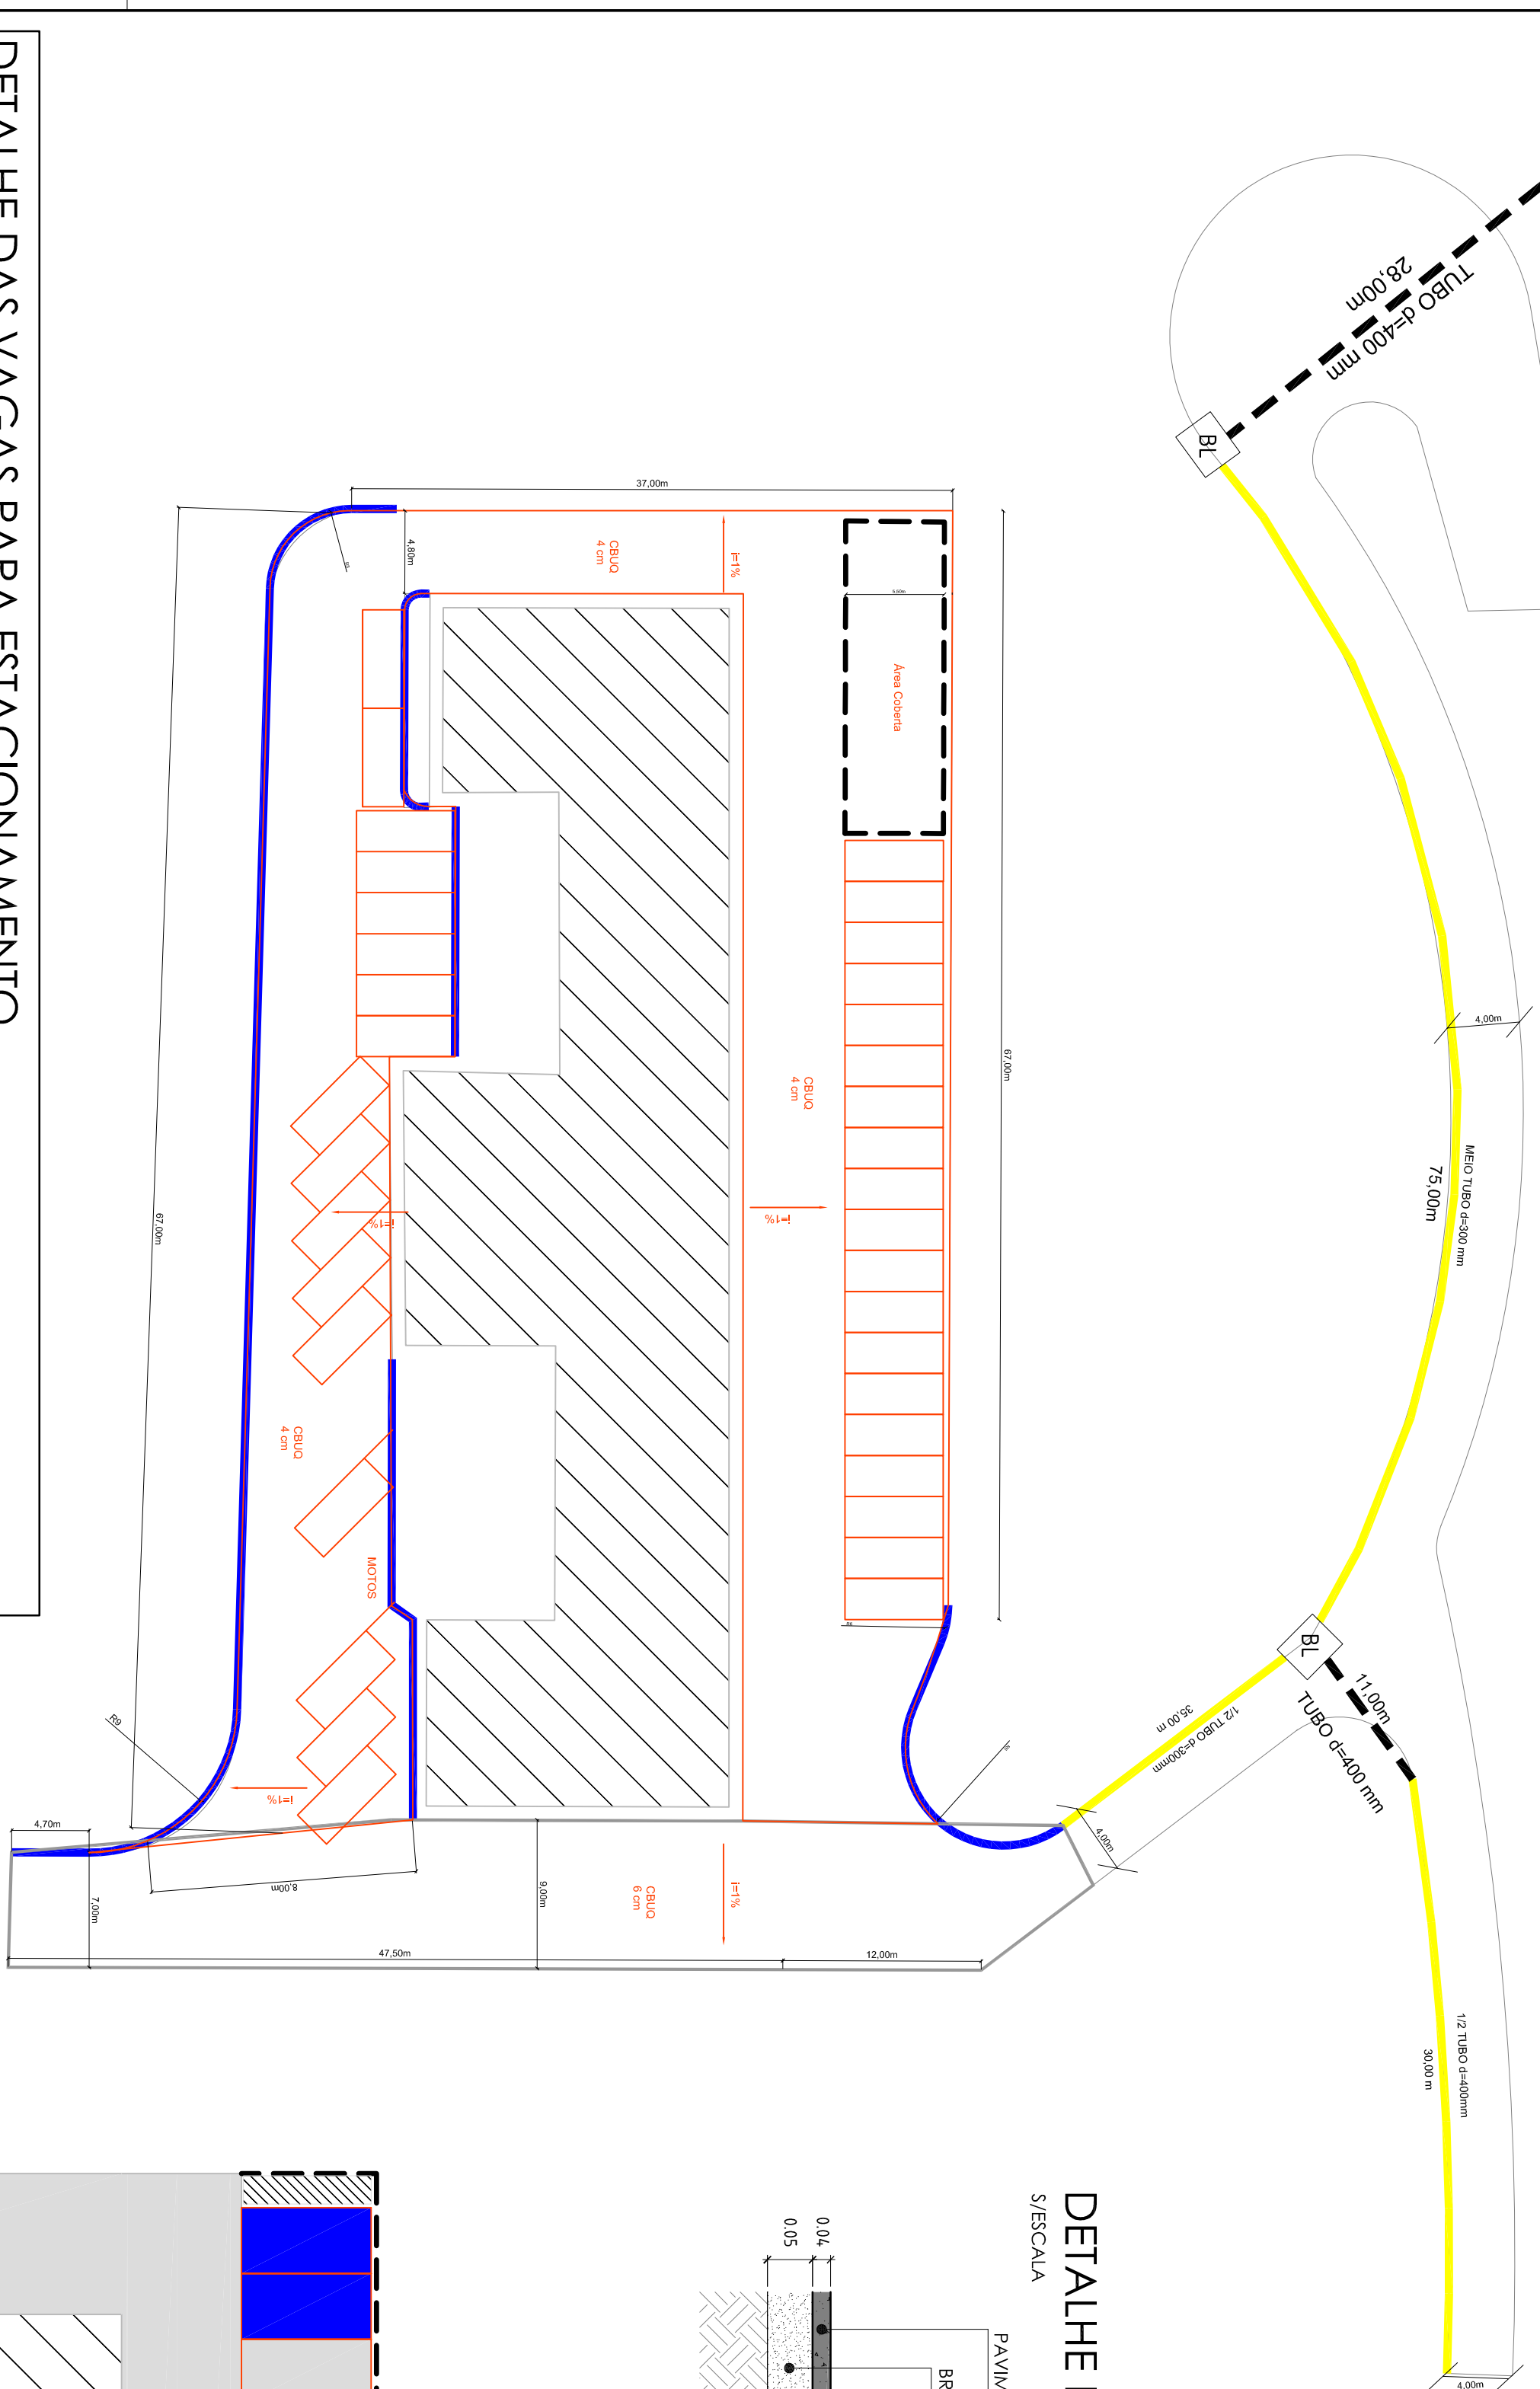 DETALHE DAS VAGAS PARA ESTACIONAMENTO
28,00m
TUBO d=400 mm
BL
37,00m
4,80m
CBUQ
4 cm
i=1%
Área Coberta
67,00m
CBUQ
4 cm
i=1%
i=1%
67,00m
CBUQ
4 cm
MOTOS
i=1%
R9
4,70m
7,00m
8,00m
9,00m
CBUQ
6 cm
i=1%
47,50m
12,00m
4,00m
MEIO TUBO d=300 mm
75,00m
BL
11,00m
TUBO d=400 mm
35,00 m
1/2 TUBO d=300mm
4,00m
1/2 TUBO d=400mm
30,00 m
4,00m
DETALHE
S/ESCALA
0.04
0.05
PAVIM
BR